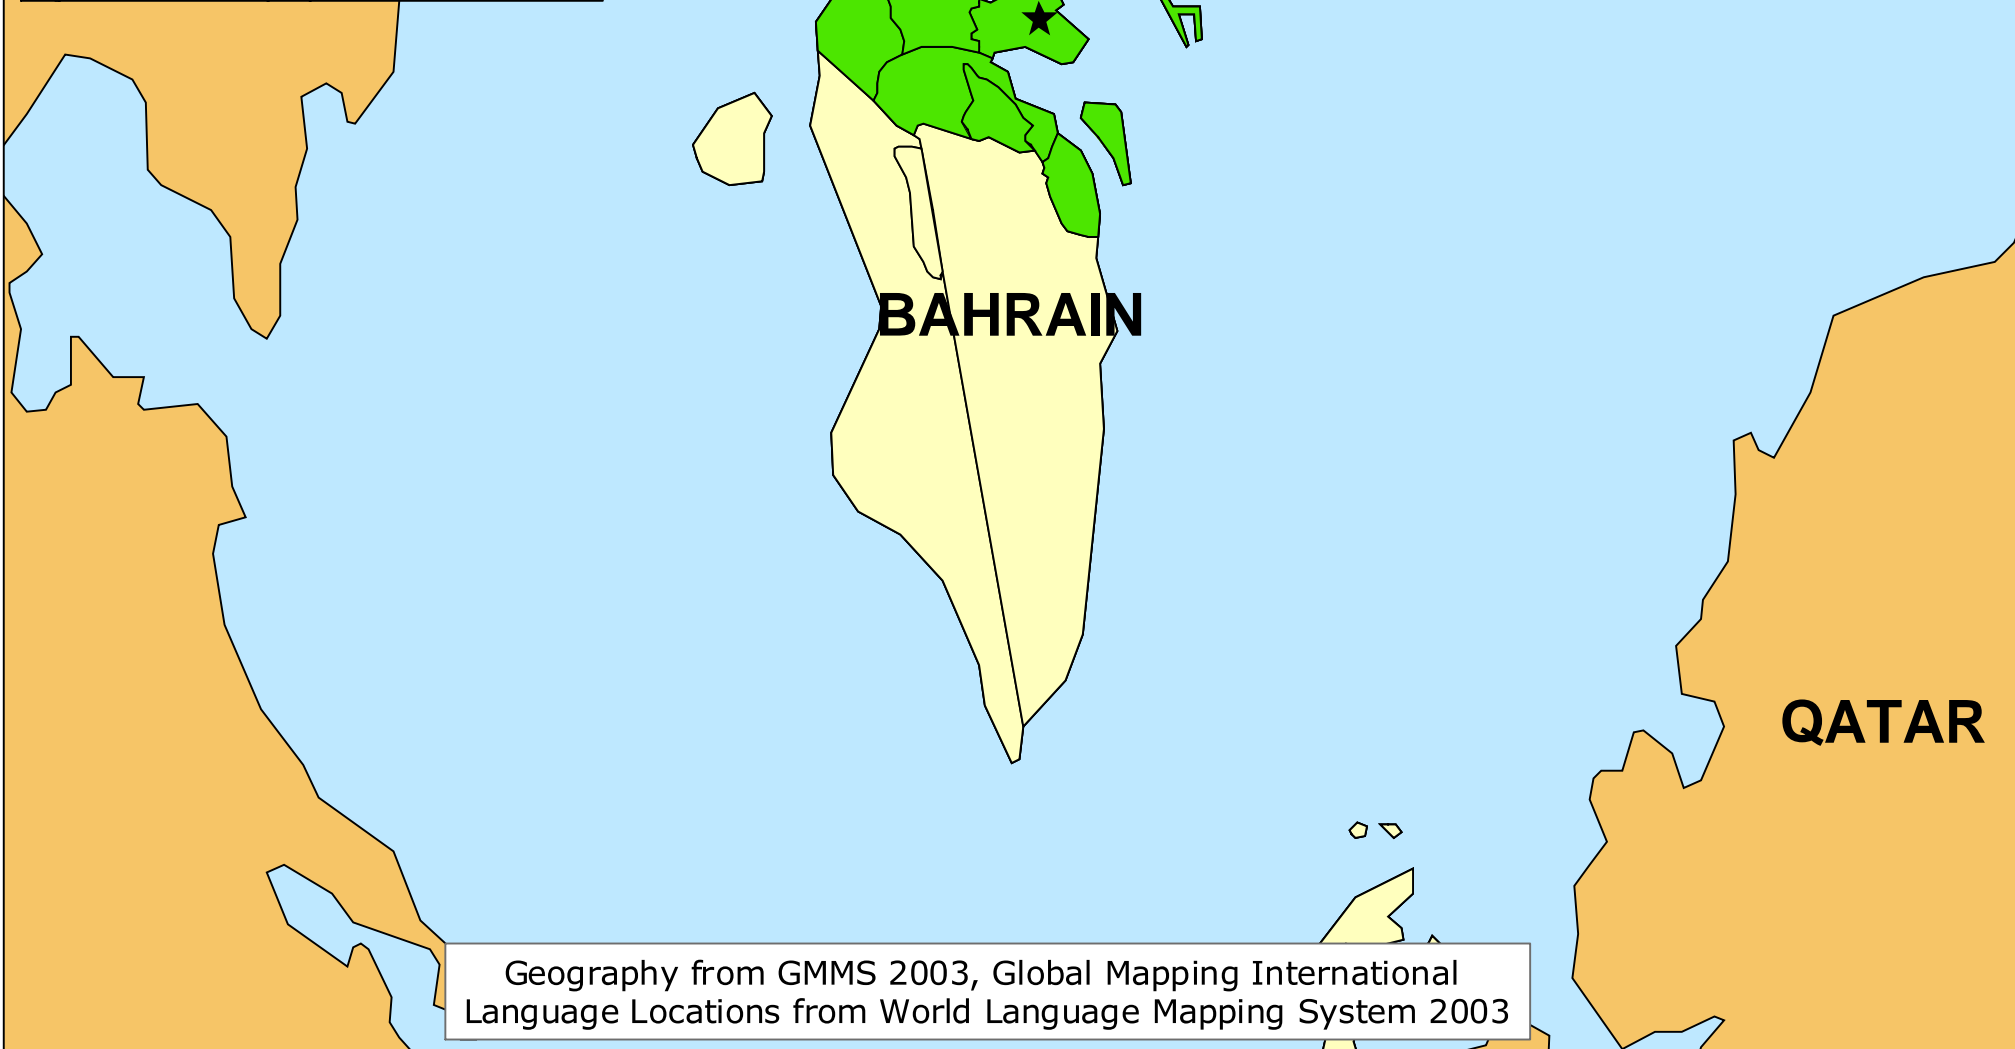 BAHRAIN
QATAR
Geography from GMMS 2003, Global Mapping International
Language Locations from World Language Mapping System 2003